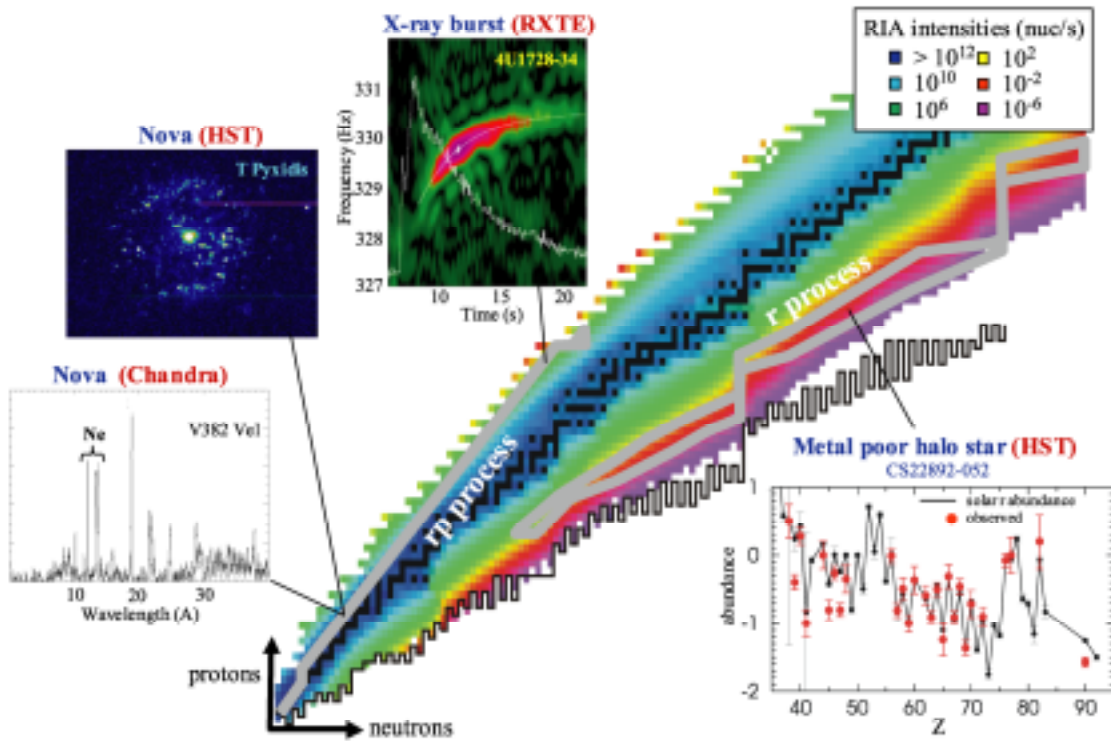 X-ray burst (RXTE)
4U1728-34
331
330
329
328
327
Frequency (Hz)
10 15 20
Time (s)
RIA intensities (nuc/s)
> 10¹² 10²
10¹⁰ 10⁻²
10⁶ 10⁻⁶
Nova (HST)
T Pyxidis
Nova (Chandra)
V382 Vel
Ne
10 20 30
Wavelength (A)
rp process
r process
protons
neutrons
Metal poor halo star (HST)
CS22892-052
solar r abundance
observed
1
0
-1
-2
abundance
40 50 60 70 80 90
Z